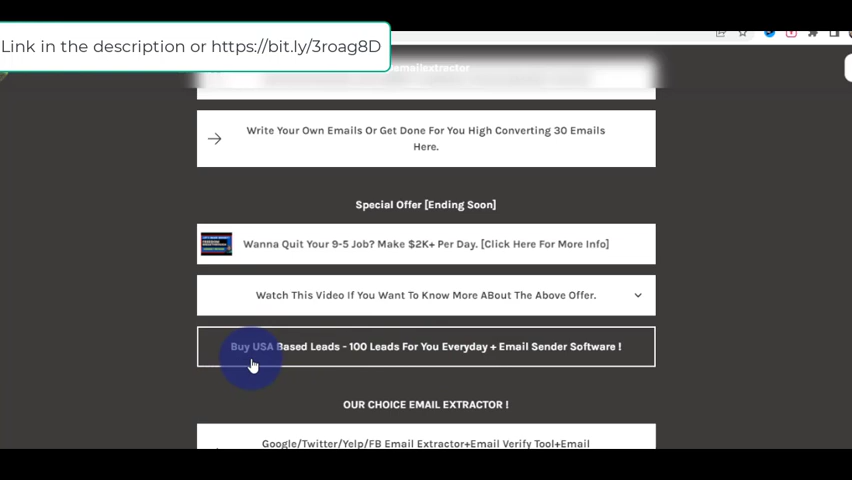 Link in the description or https://bit.ly/3roag8D
emailextractor
Write Your Own Emails Or Get Done For You High Converting 30 Emails
Here.
Special Offer [Ending Soon]
Wanna Quit Your 9-5 Job? Make $2K+ Per Day. [Click Here For More Info]
Watch This Video If You Want To Know More ABout The Above Offer.
Buy USA Based Leads - 100 Leads For You Everyday + Email Sender Software !
OUR CHOICE EMAIL EXTRACTOR !
Google/Twitter/Yelp/FB Email Extractor+Email Verify Tool+Email